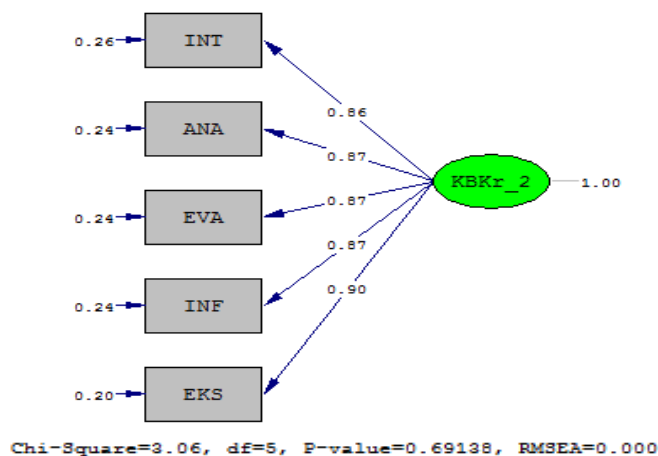 0.26 INT
0.86
0.24 ANA
0.87
KBKr_2 1.00
0.24 EVA
0.87
0.87
0.24 INF
0.90
0.20 EKS
Chi-Square=3.06, df=5, P-value=0.69138, RMSEA=0.000